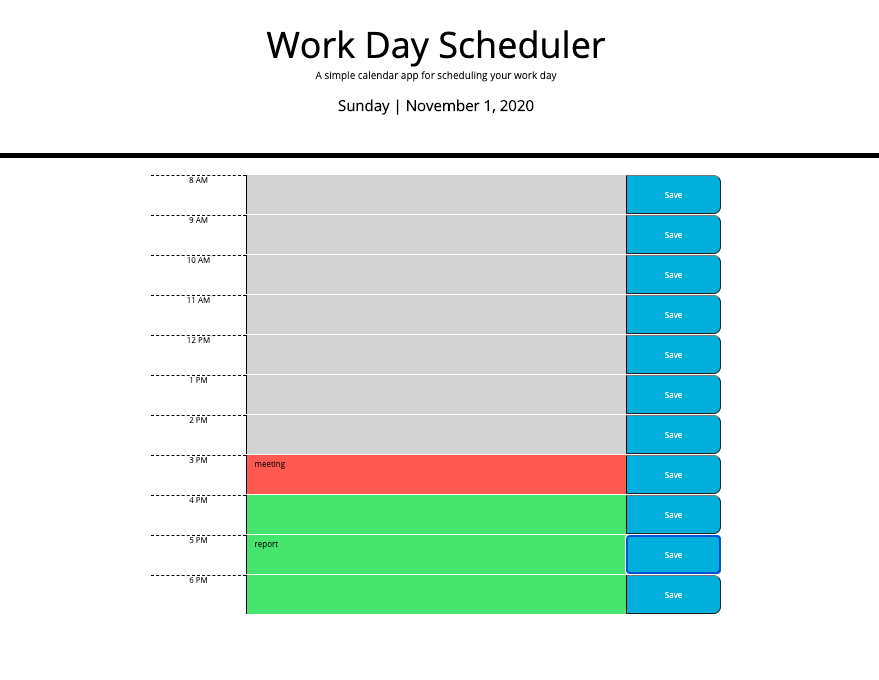 Work Day Scheduler
A simple calendar app for scheduling your work day
Sunday | November 1, 2020
8 AM Save
9 AM Save
10 AM Save
11 AM Save
12 PM Save
1 PM Save
2 PM Save
3 PM meeting Save
4 PM Save
5 PM report Save
6 PM Save